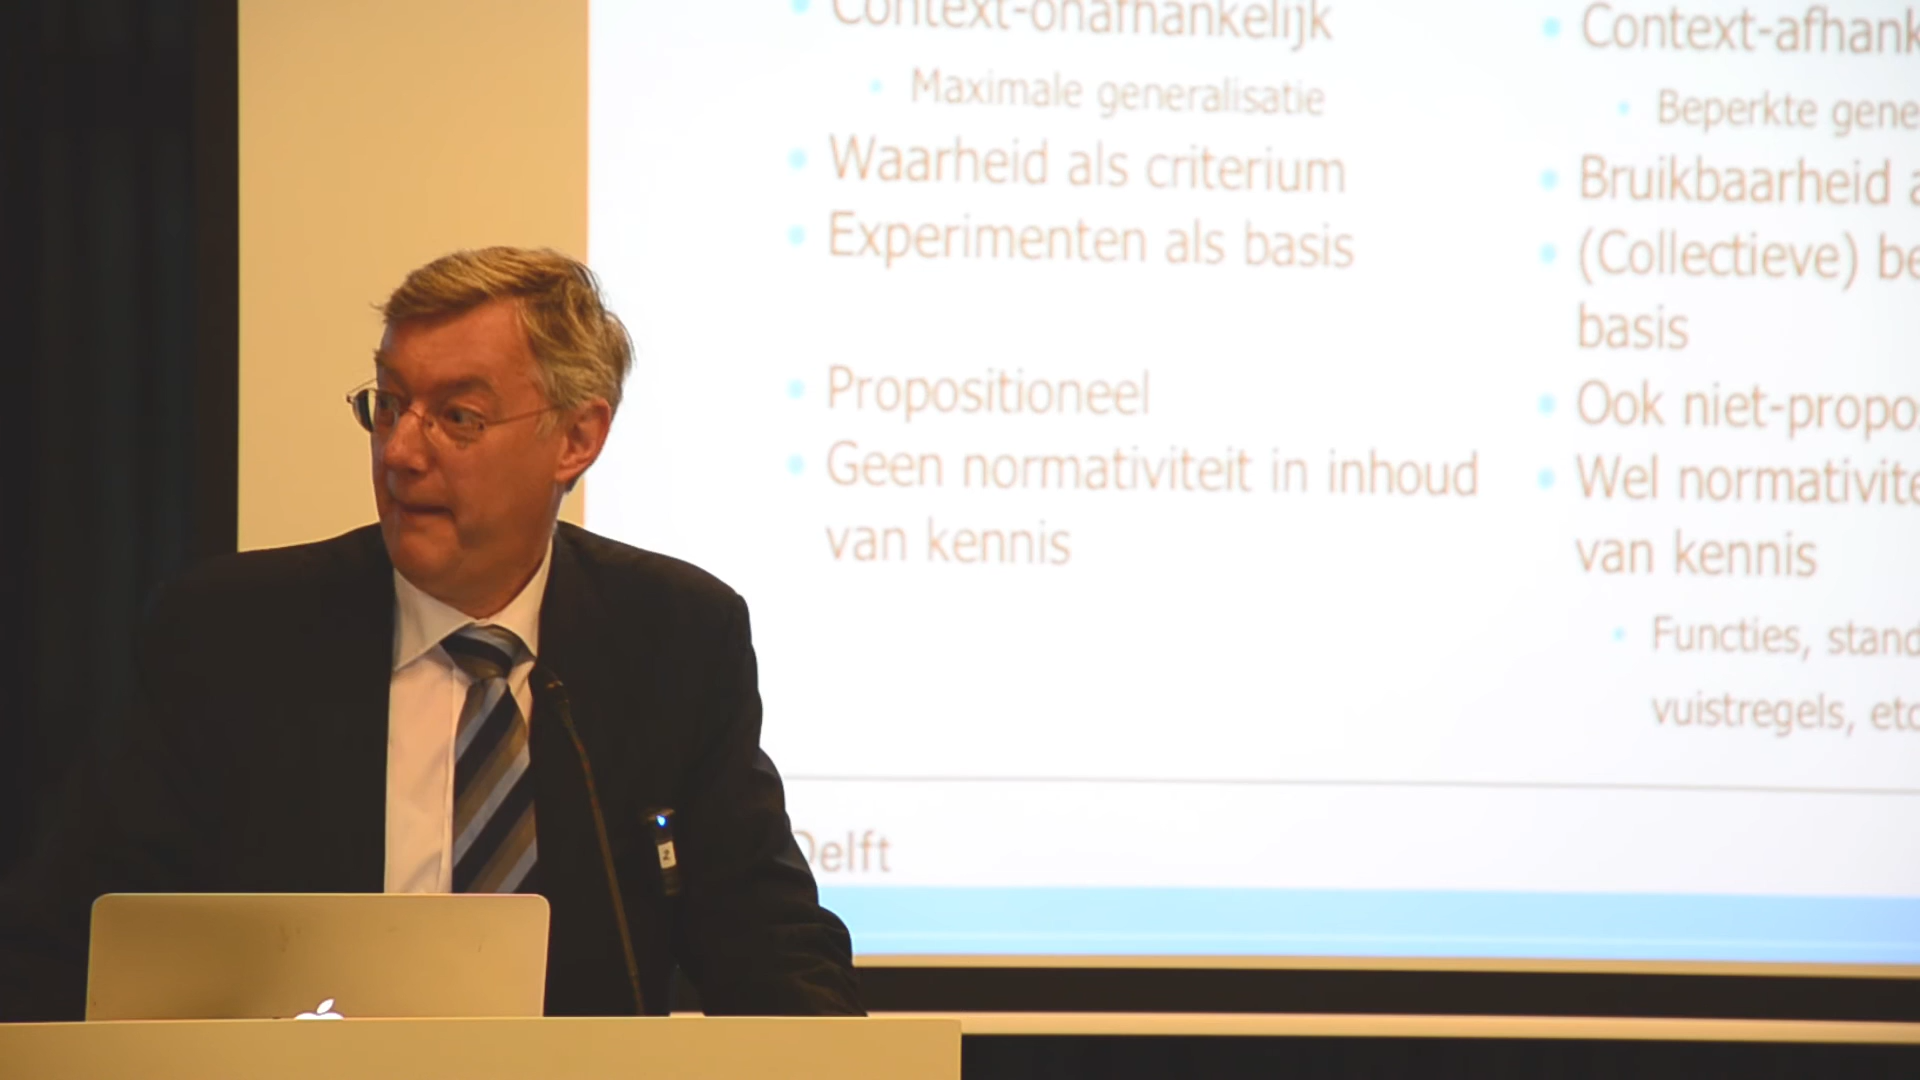 Context-onafhankelijk
Maximale generalisatie
Waarheid als criterium
Experimenten als basis
Propositioneel
Geen normativiteit in inhoud
van kennis
Context-afhank
Beperkte gene
Bruikbaarheid a
(Collectieve) be
basis
Ook niet-propo
Wel normativite
van kennis
Functies, stand
vuistregels, etc
Delft